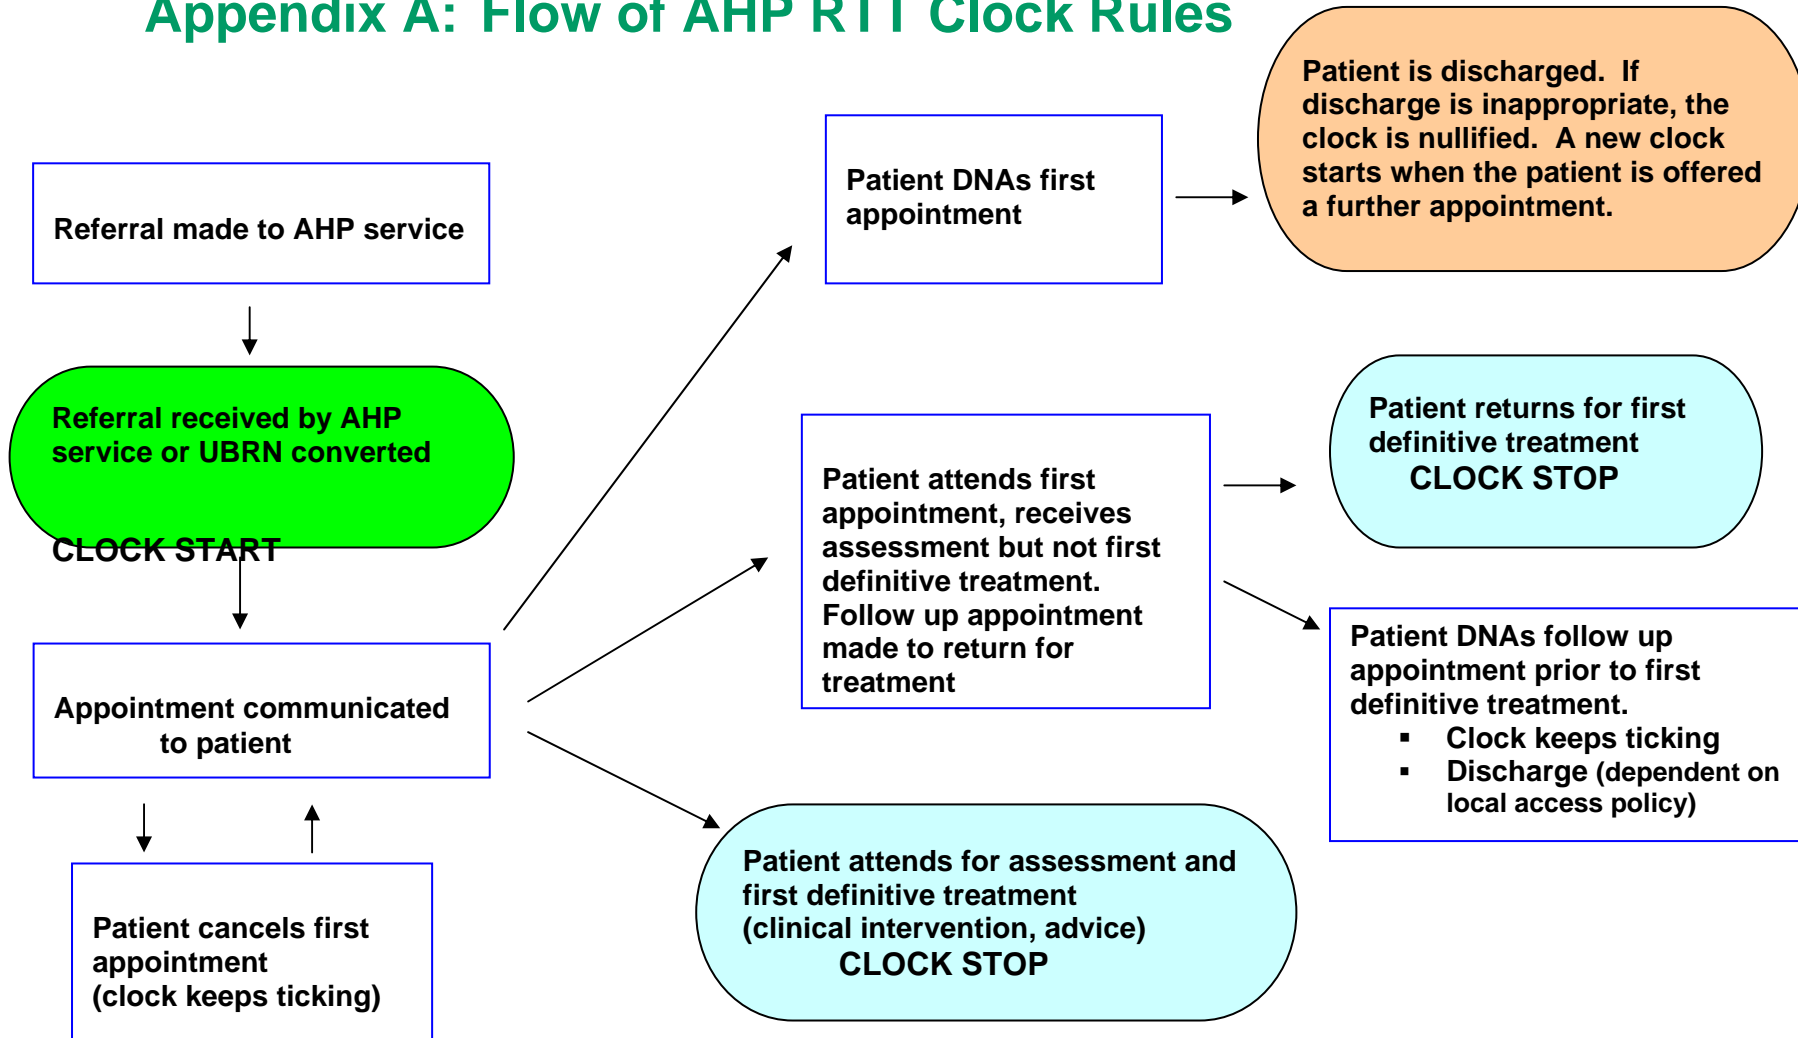 Appendix A: Flow of AHP RTT Clock Rules
Referral made to AHP service
Referral received by AHP
service or UBRN converted
CLOCK START
Appointment communicated
to patient
Patient cancels first
appointment
(clock keeps ticking)
Patient DNAs first
appointment
Patient is discharged. If
discharge is inappropriate, the
clock is nullified. A new clock
starts when the patient is offered
a further appointment.
Patient attends first
appointment, receives
assessment but not first
definitive treatment.
Follow up appointment
made to return for
treatment
Patient returns for first
definitive treatment
CLOCK STOP
Patient DNAs follow up
appointment prior to first
definitive treatment.
▪ Clock keeps ticking
▪ Discharge (dependent on
local access policy)
Patient attends for assessment and
first definitive treatment
(clinical intervention, advice)
CLOCK STOP